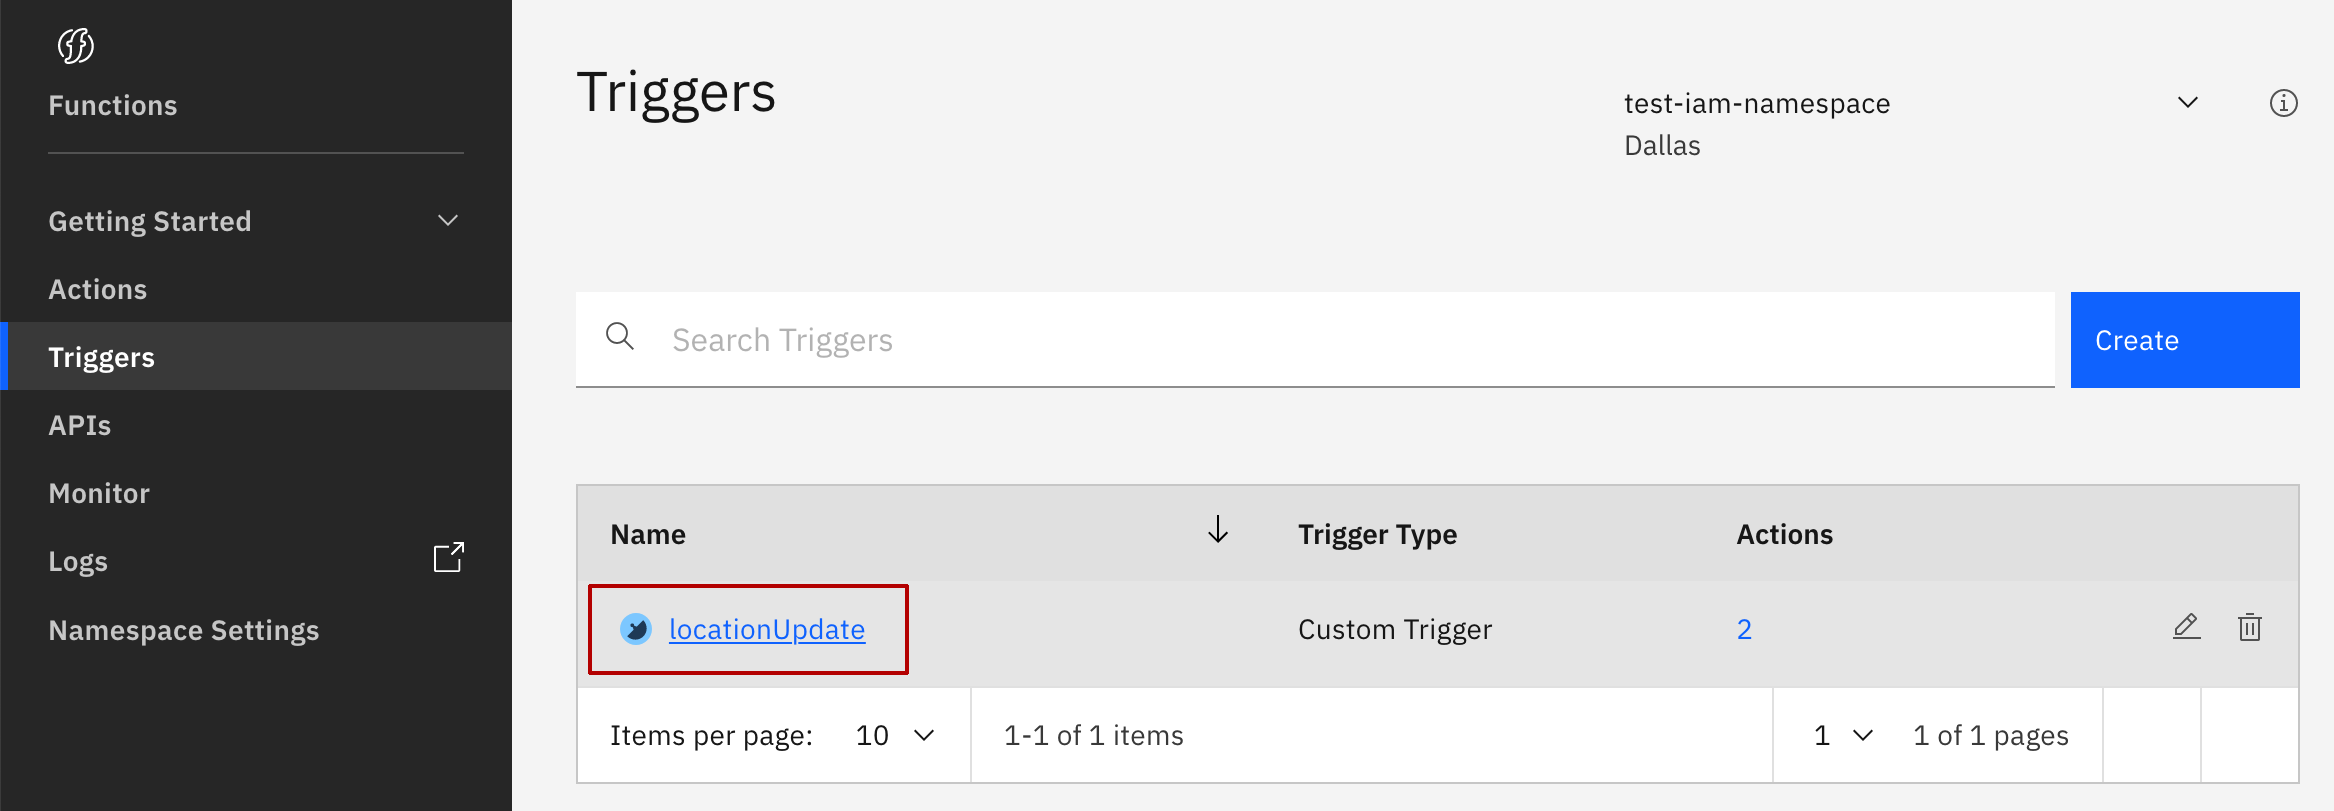 Functions
Getting Started
Actions
Triggers
APIs
Monitor
Logs
Namespace Settings
Triggers
test-iam-namespace
Dallas
Search Triggers
Create
Name Trigger Type Actions
locationUpdate Custom Trigger 2
Items per page: 10 1-1 of 1 items 1 1 of 1 pages